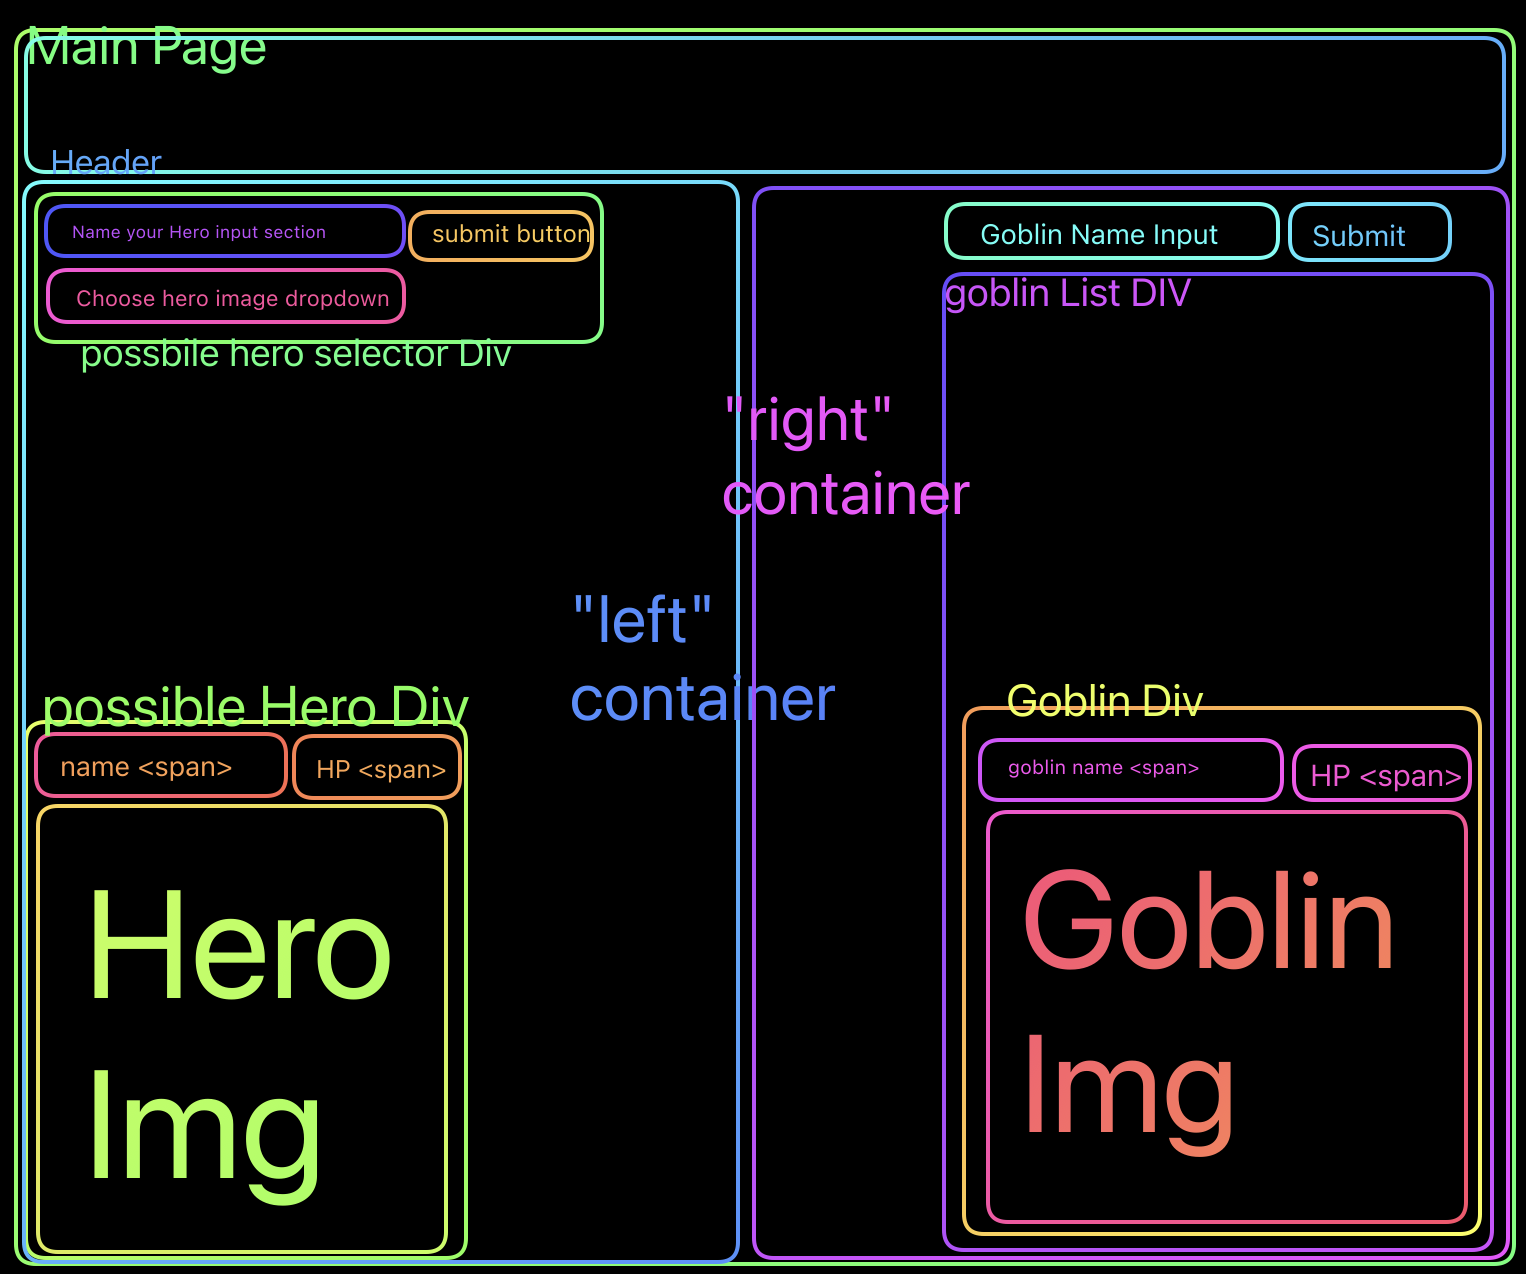 Main Page
Header
Name your Hero input section
submit button
Choose hero image dropdown
possbile hero selector Div
Goblin Name Input
Submit
goblin List DIV
"right"
container
"left"
container
possible Hero Div
name <span>
HP <span>
Hero
Img
Goblin Div
goblin name <span>
HP <span>
Goblin
Img